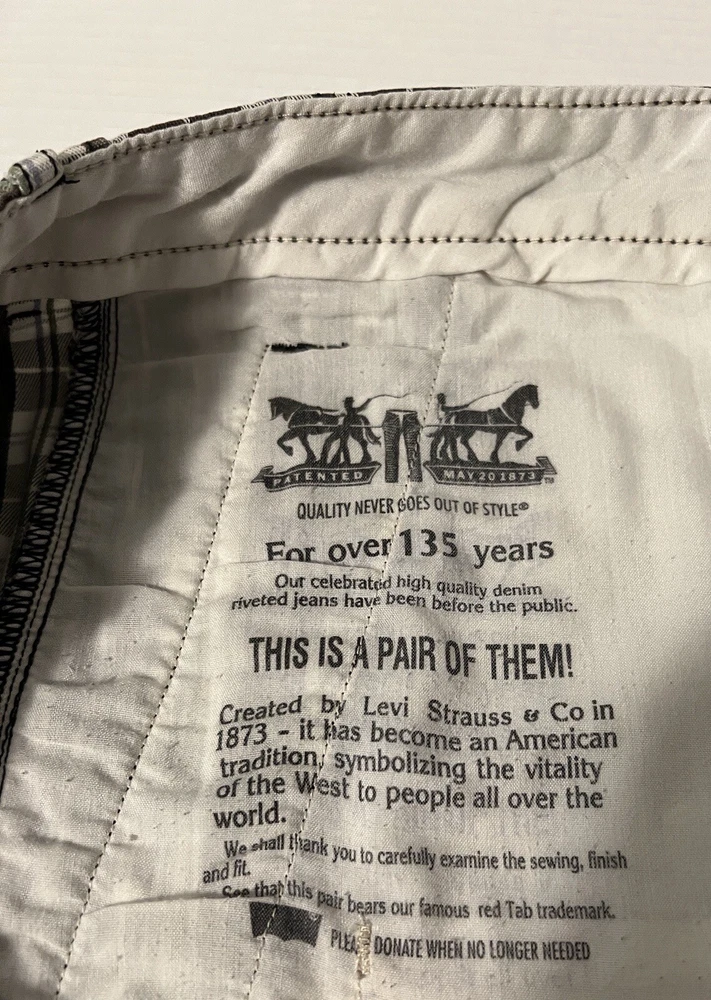 PATENTED MAY 20 1873 TM
QUALITY NEVER GOES OUT OF STYLE®
For over 135 years
Our celebrated high quality denim
riveted jeans have been before the public.
THIS IS A PAIR OF THEM!
Created by Levi Strauss & Co in
1873 - it has become an American
tradition, symbolizing the vitality
of the West to people all over the
world.
We shall thank you to carefully examine the sewing, finish
and fit.
See that this pair bears our famous red Tab trademark.
PLEASE DONATE WHEN NO LONGER NEEDED